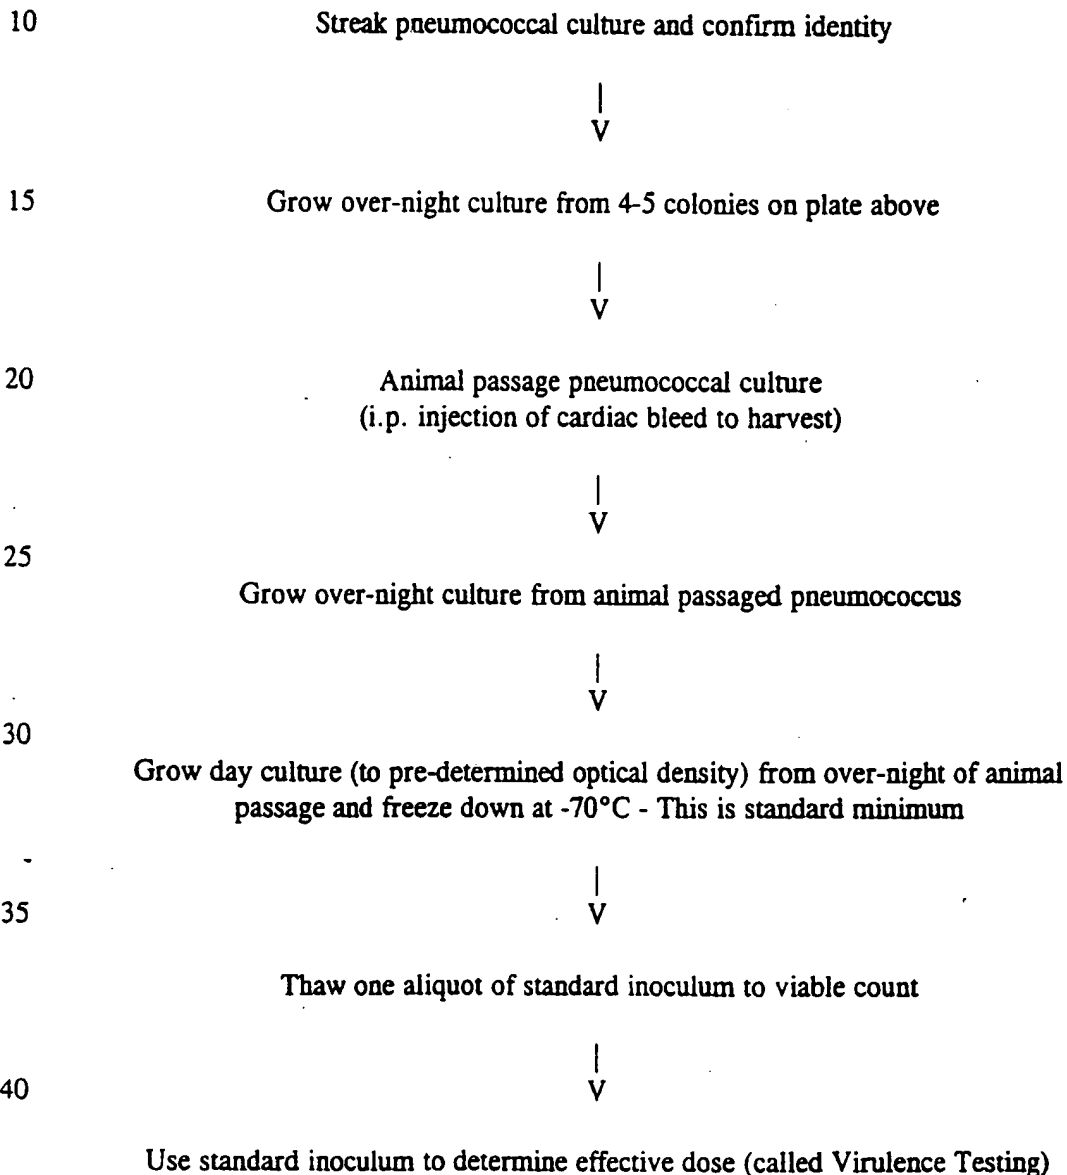 10 Streak pneumococcal culture and confirm identity
|
V
15 Grow over-night culture from 4-5 colonies on plate above
|
V
20 Animal passage pneumococcal culture
(i.p. injection of cardiac bleed to harvest)
|
V
25
Grow over-night culture from animal passaged pneumococcus
|
V
30
Grow day culture (to pre-determined optical density) from over-night of animal
passage and freeze down at -70°C - This is standard minimum
|
35 V
Thaw one aliquot of standard inoculum to viable count
|
40 V
Use standard inoculum to determine effective dose (called Virulence Testing)